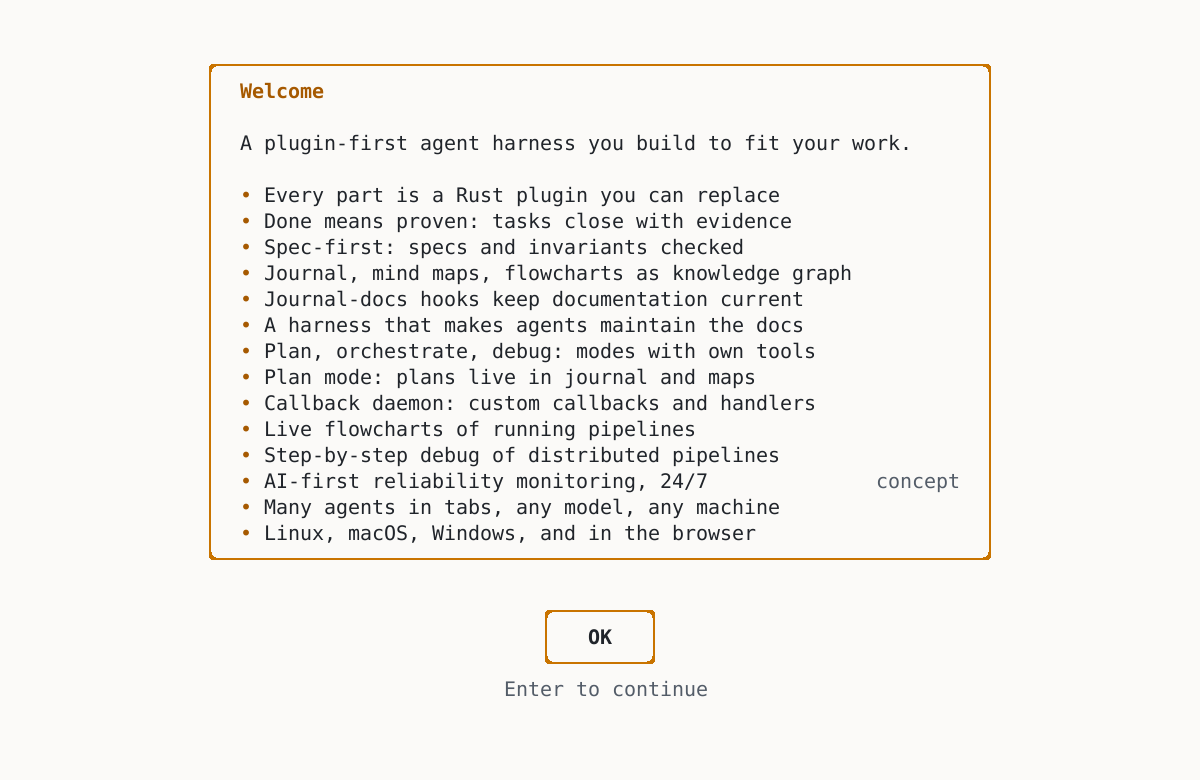 Welcome
A plugin-first agent harness you build to fit your work.
• Every part is a Rust plugin you can replace
• Done means proven: tasks close with evidence
• Spec-first: specs and invariants checked
• Journal, mind maps, flowcharts as knowledge graph
• Journal-docs hooks keep documentation current
• A harness that makes agents maintain the docs
• Plan, orchestrate, debug: modes with own tools
• Plan mode: plans live in journal and maps
• Callback daemon: custom callbacks and handlers
• Live flowcharts of running pipelines
• Step-by-step debug of distributed pipelines
• AI-first reliability monitoring, 24/7 concept
• Many agents in tabs, any model, any machine
• Linux, macOS, Windows, and in the browser
OK
Enter to continue